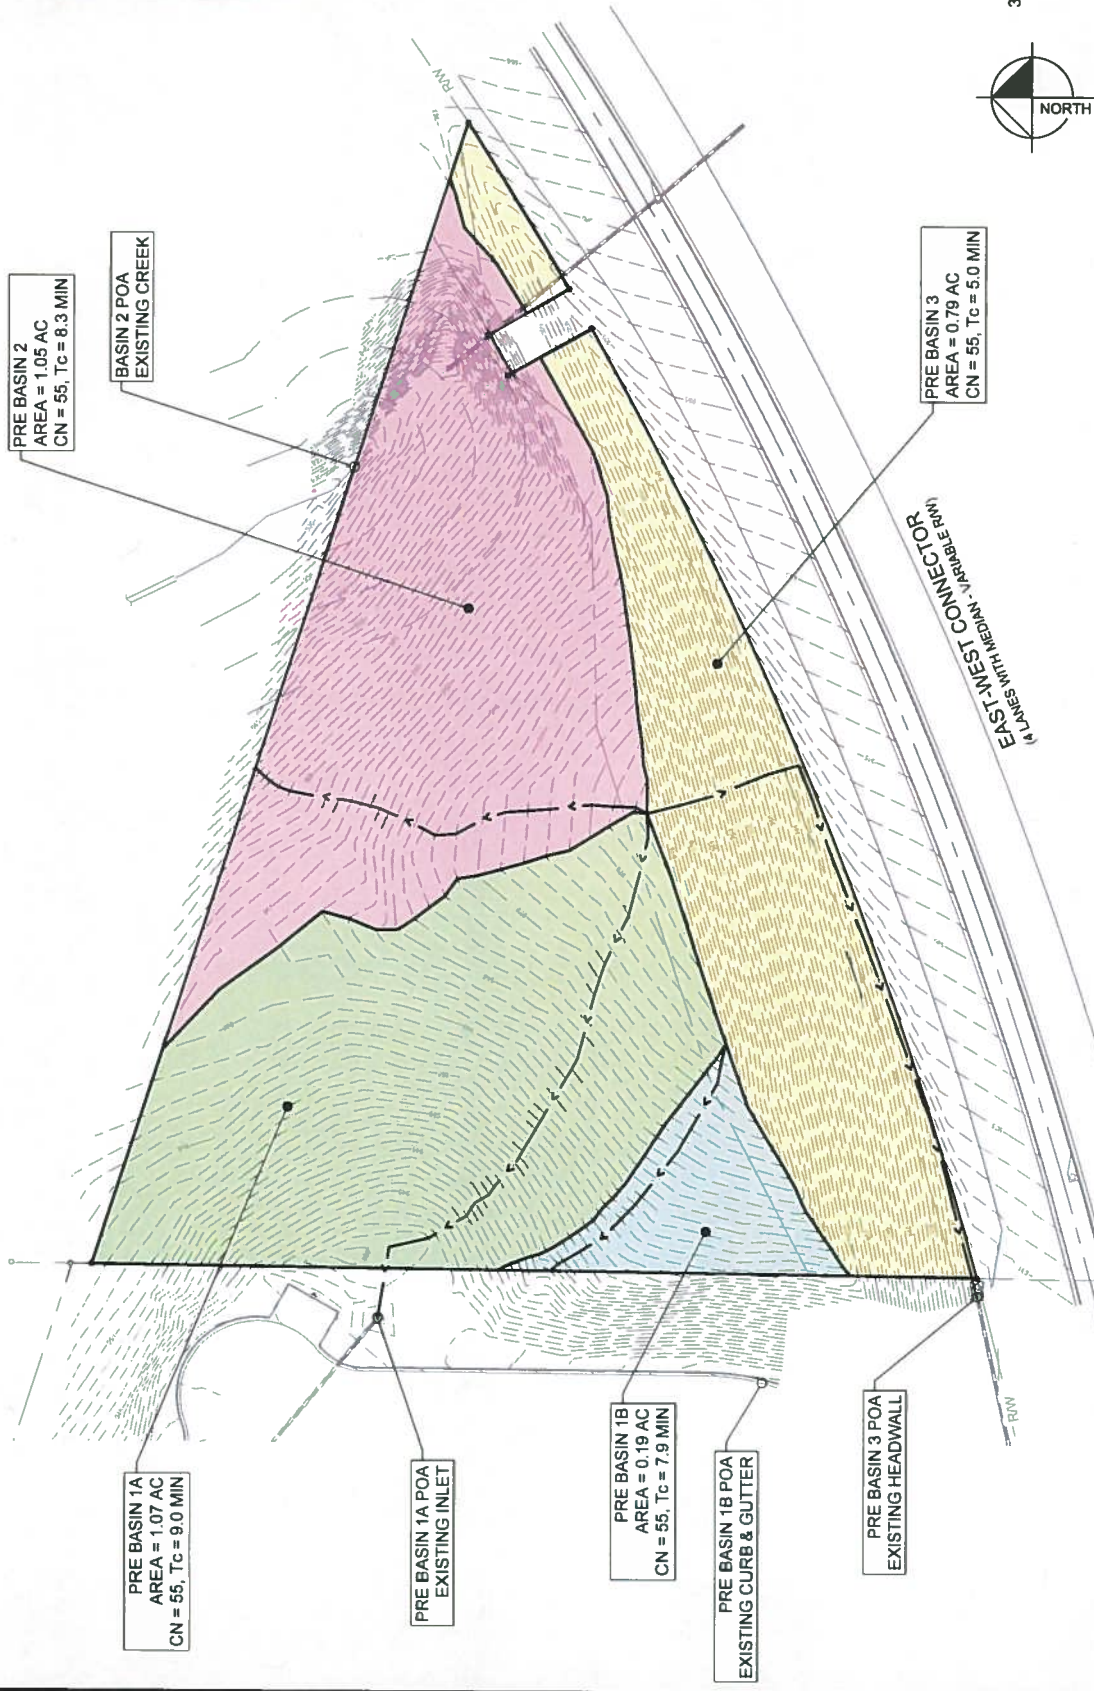 PRE BASIN 2
AREA = 1.05 AC
CN = 55, Tc = 8.3 MIN
BASIN 2 POA
EXISTING CREEK
R/W
NORTH
3
PRE BASIN 3
AREA = 0.79 AC
CN = 55, Tc = 5.0 MIN
EAST-WEST CONNECTOR
(4 LANES WITH MEDIAN - VARIABLE R/W)
PRE BASIN 1A
AREA = 1.07 AC
CN = 55, Tc = 9.0 MIN
PRE BASIN 1A POA
EXISTING INLET
PRE BASIN 1B
AREA = 0.19 AC
CN = 55, Tc = 7.9 MIN
PRE BASIN 1B POA
EXISTING CURB & GUTTER
PRE BASIN 3 POA
EXISTING HEADWALL
R/W